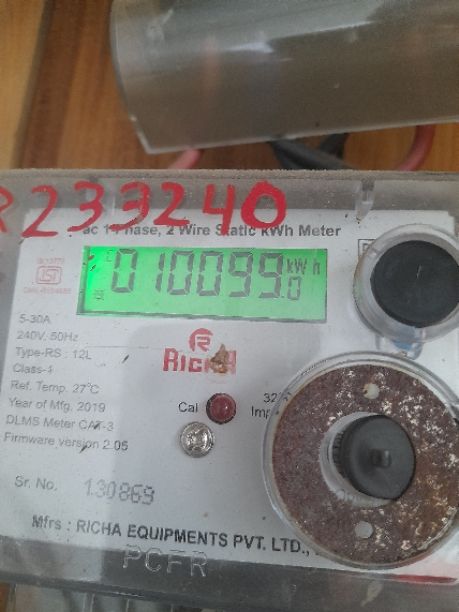 R233240
ac 1 Phase, 2 Wire Static kWh Meter
010099.0 kWh
5-30A
240V, 50Hz
Type-RS : 12L
Class-1
Ref. Temp. 27°C
Year of Mfg. 2019
DLMS Meter CAT-3
Firmware version 2.05
R
RICHA
Cal
Sr. No. 130869
Mfrs : RICHA EQUIPMENTS PVT. LTD.,